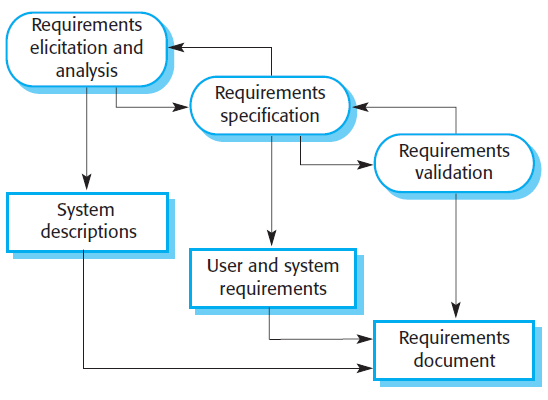 Requirements
elicitation and
analysis
Requirements
specification
Requirements
validation
System
descriptions
User and system
requirements
Requirements
document